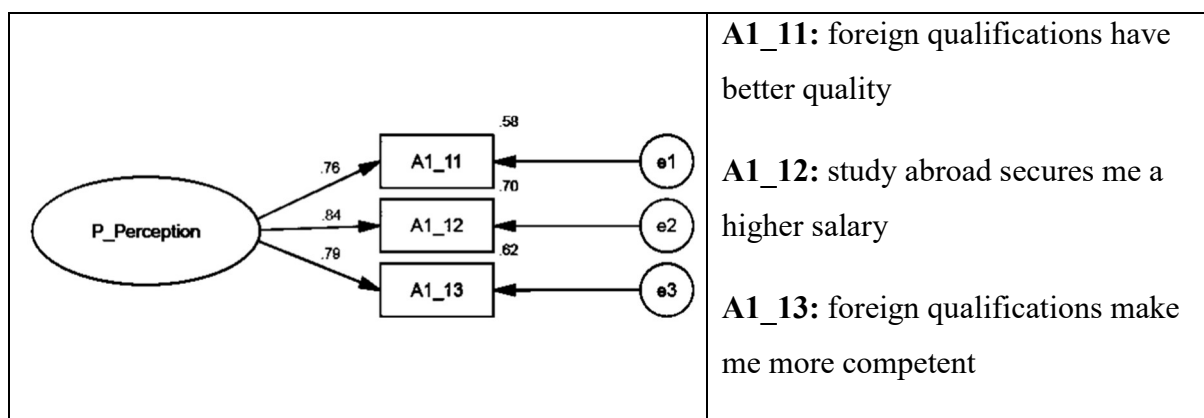 .58
.76
A1_11
e1
.70
P_Perception
.84
A1_12
e2
.62
.79
A1_13
e3
A1_11: foreign qualifications have
better quality
A1_12: study abroad secures me a
higher salary
A1_13: foreign qualifications make
me more competent